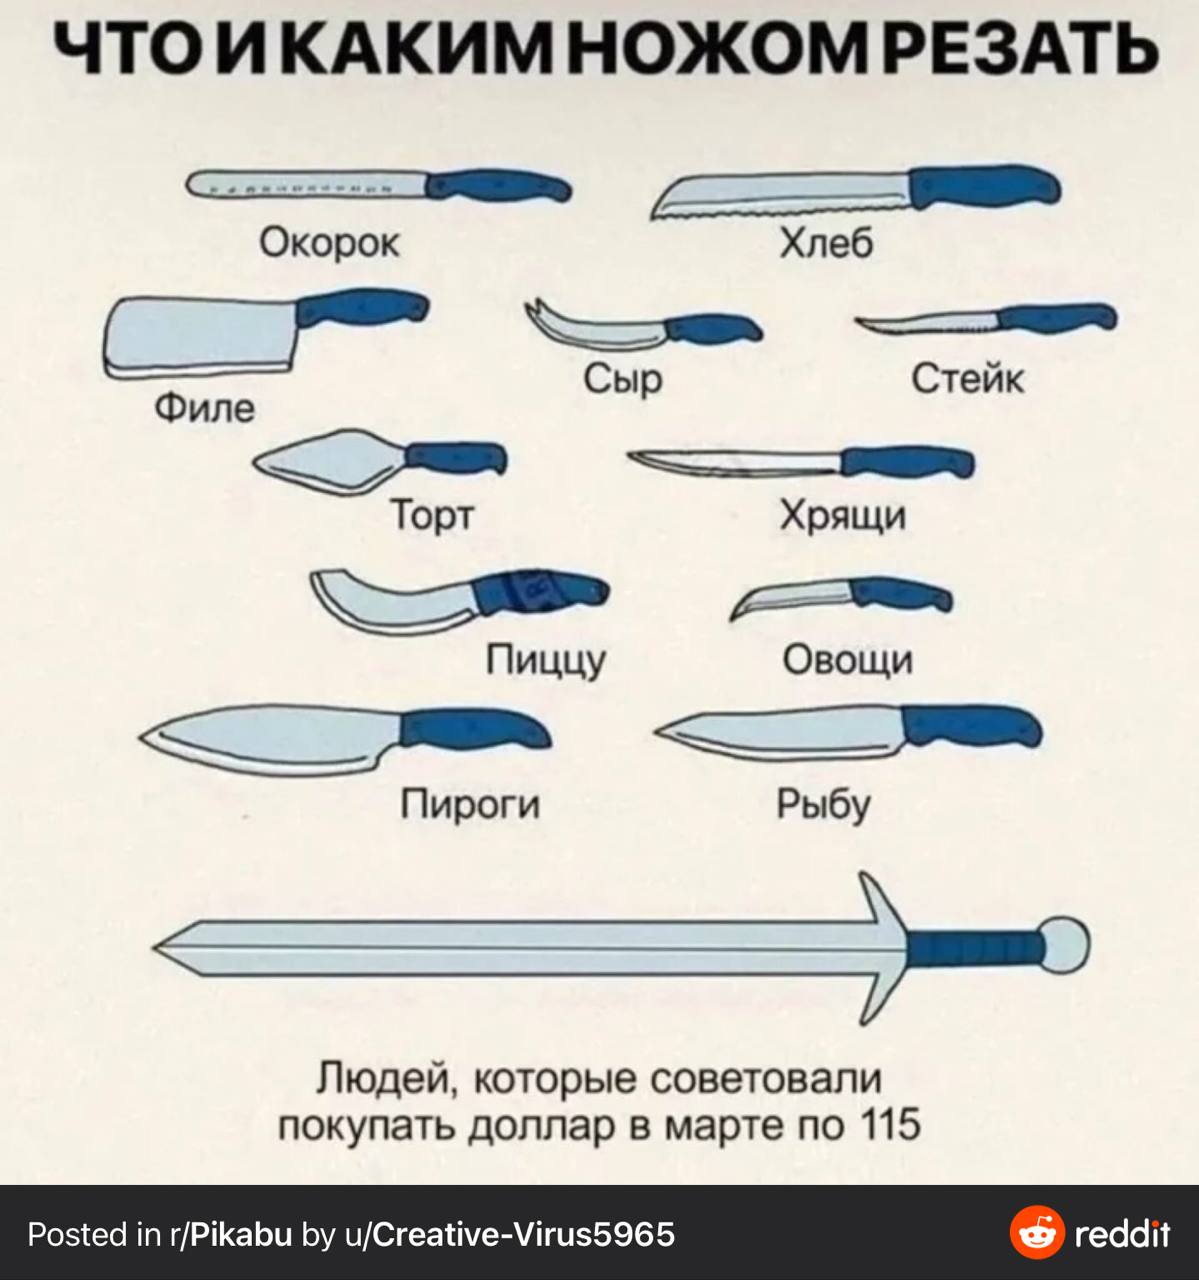 ЧТО И КАКИМ НОЖОМ РЕЗАТЬ
Окорок
Хлеб
Филе
Сыр
Стейк
Торт
Хрящи
Пиццу
Овощи
Пироги
Рыбу
Людей, которые советовали
покупать доллар в марте по 115
Posted in r/Pikabu by u/Creative-Virus5965
reddit